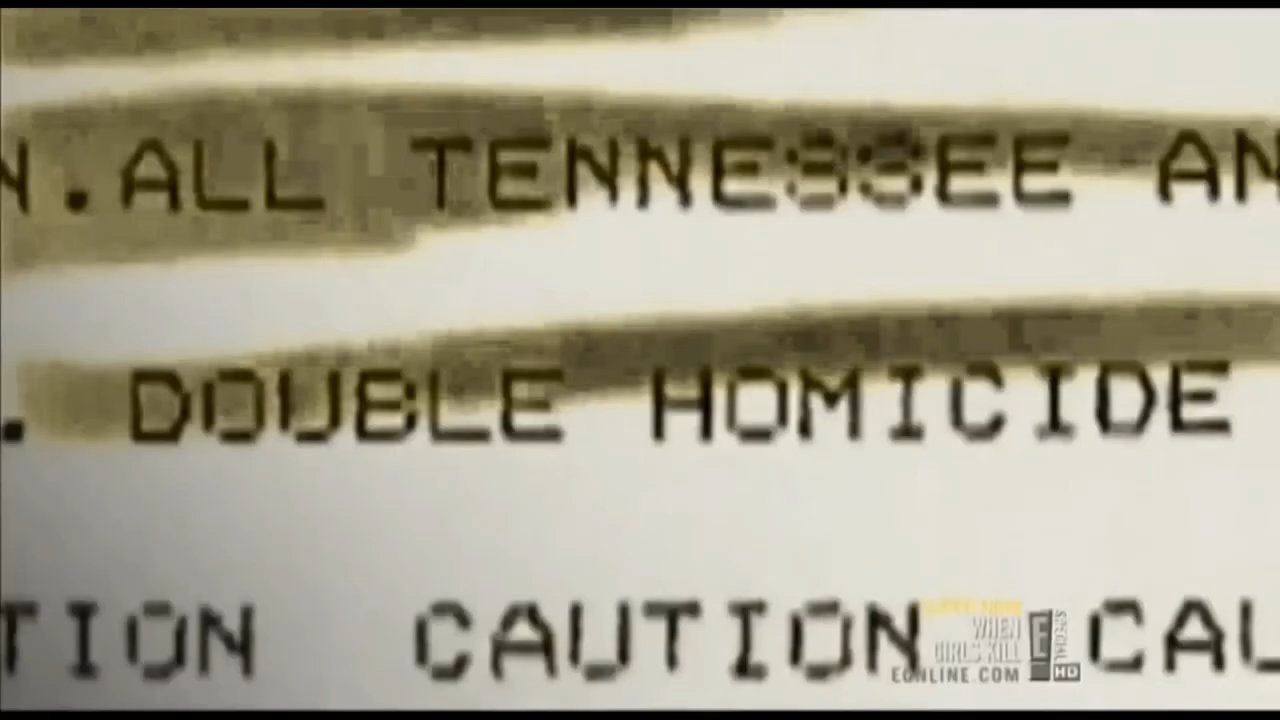 N.ALL TENNESSEE AN
. DOUBLE HOMICIDE
TION CAUTION CAU
WHEN
GIRLS KILL
EONLINE.COM
E! SPECIAL
HD